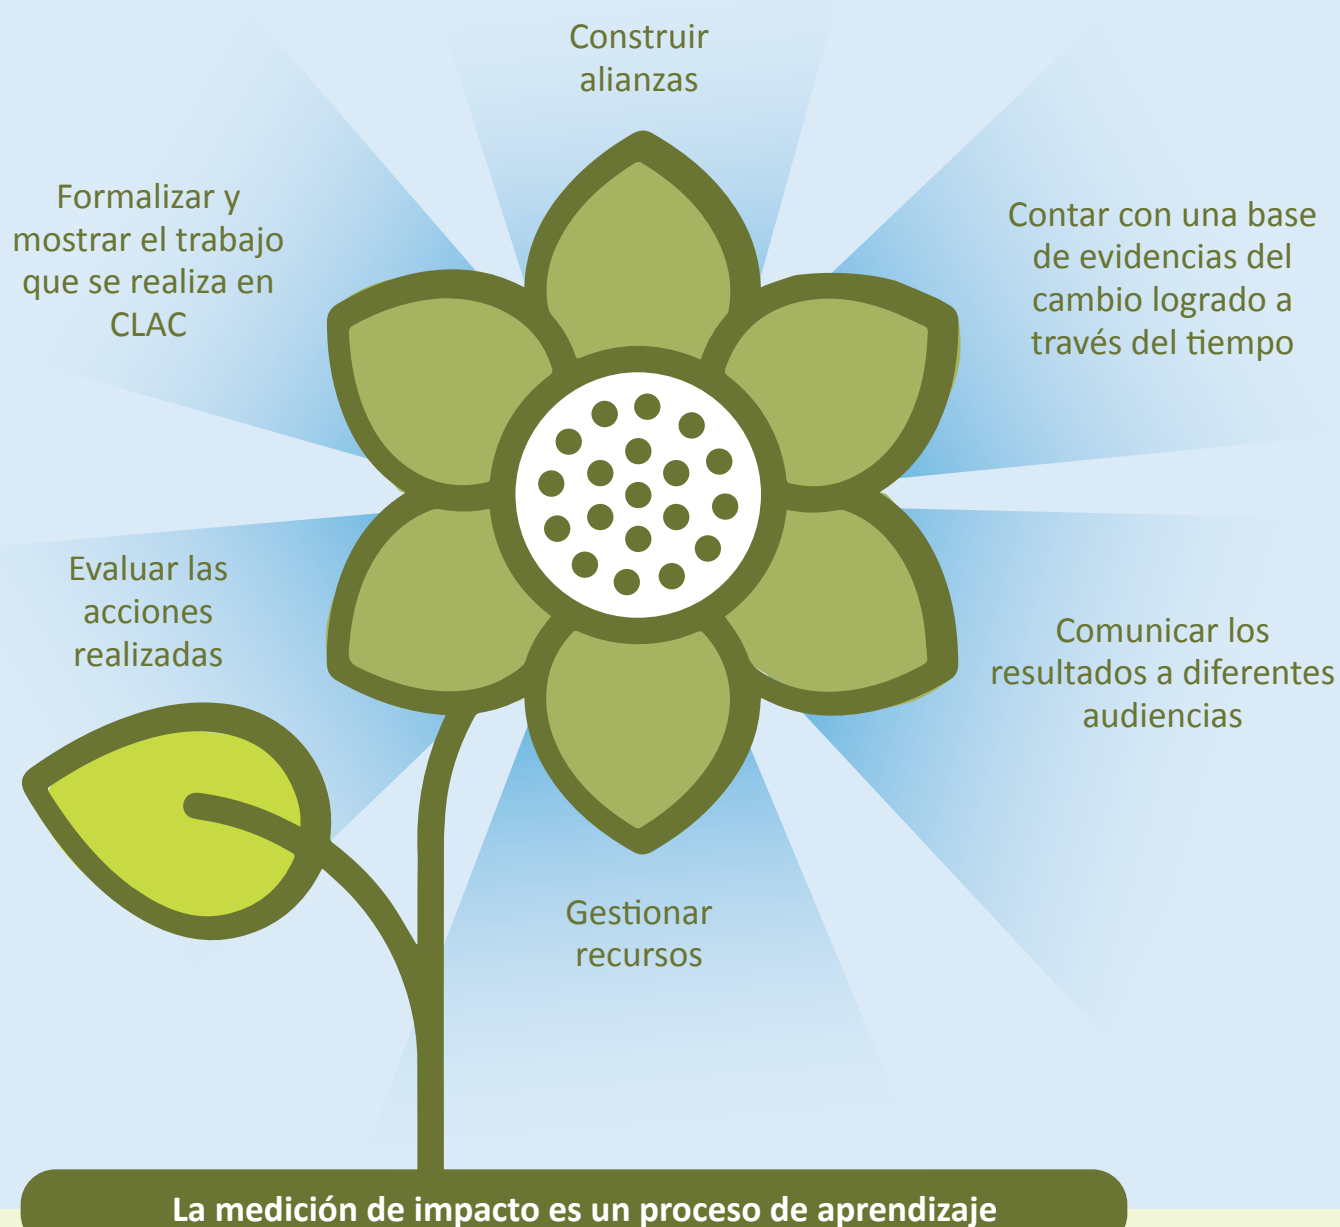 Construir
alianzas
Formalizar y
mostrar el trabajo
que se realiza en
CLAC
Contar con una base
de evidencias del
cambio logrado a
través del tiempo
Evaluar las
acciones
realizadas
Comunicar los
resultados a diferentes
audiencias
Gestionar
recursos
La medición de impacto es un proceso de aprendizaje